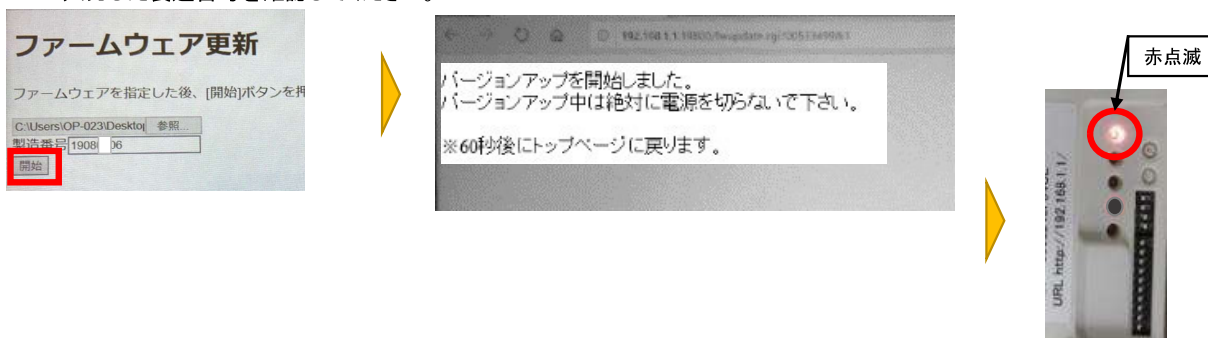 ファームウェア更新
ファームウェアを指定した後、[開始]ボタンを押
C:\Users\OP-023\Desktop 参照...
製造番号 1908 06
開始
バージョンアップを開始しました。
バージョンアップ中は絶対に電源を切らないで下さい。
※60秒後にトップページに戻ります。
赤点滅
URL http://192.168.1.1/